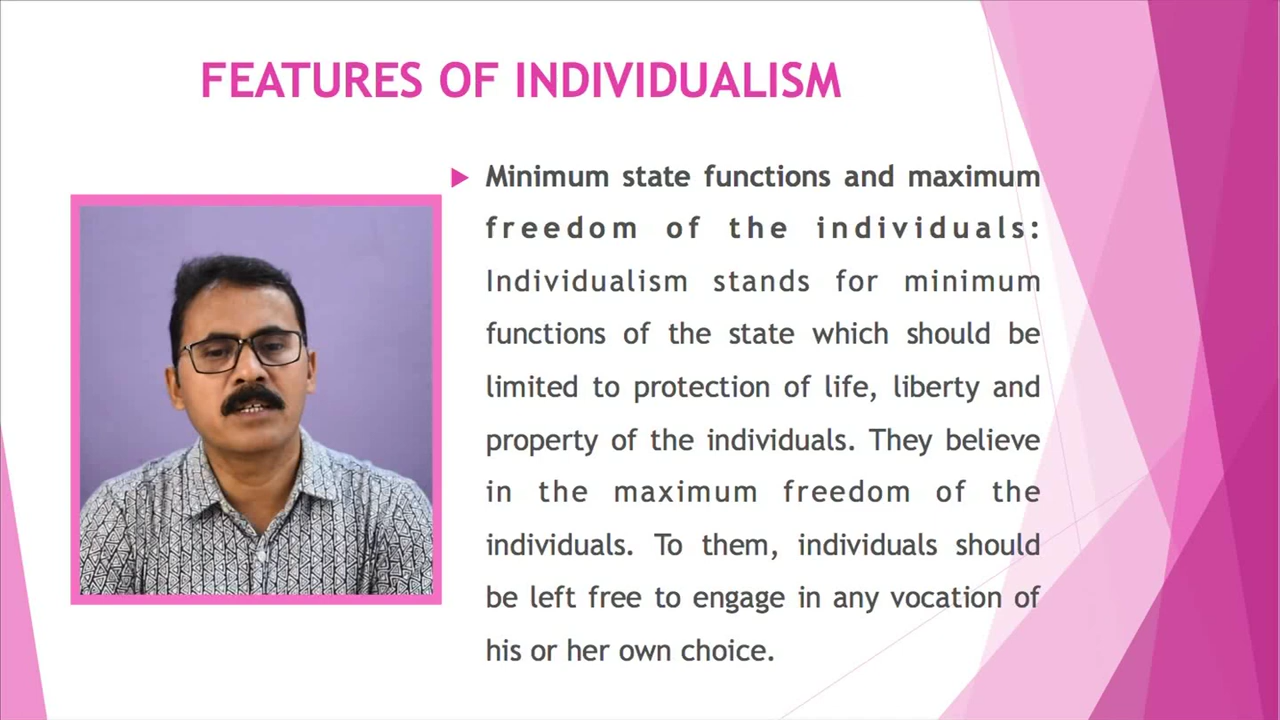 FEATURES OF INDIVIDUALISM
Minimum state functions and maximum
freedom of the individuals:
Individualism stands for minimum
functions of the state which should be
limited to protection of life, liberty and
property of the individuals. They believe
in the maximum freedom of the
individuals. To them, individuals should
be left free to engage in any vocation of
his or her own choice.